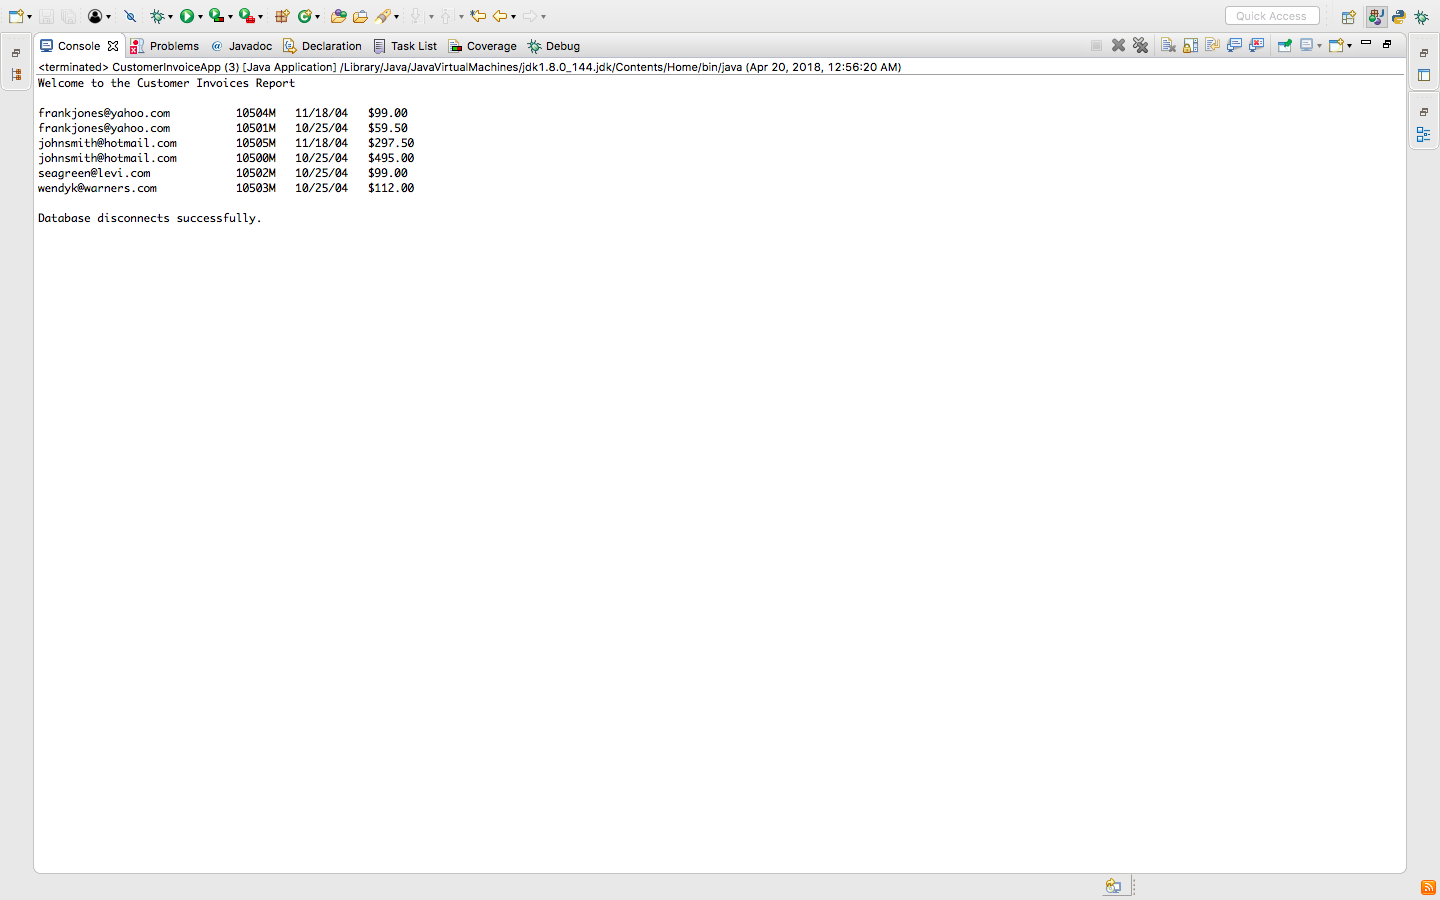 Quick Access
Console Problems @ Javadoc Declaration Task List Coverage Debug
<terminated> CustomerInvoiceApp (3) [Java Application] /Library/Java/JavaVirtualMachines/jdk1.8.0_144.jdk/Contents/Home/bin/java (Apr 20, 2018, 12:56:20 AM)
Welcome to the Customer Invoices Report
frankjones@yahoo.com 10504M 11/18/04 $99.00
frankjones@yahoo.com 10501M 10/25/04 $59.50
johnsmith@hotmail.com 10505M 11/18/04 $297.50
johnsmith@hotmail.com 10500M 10/25/04 $495.00
seagreen@levi.com 10502M 10/25/04 $99.00
wendyk@warners.com 10503M 10/25/04 $112.00
Database disconnects successfully.